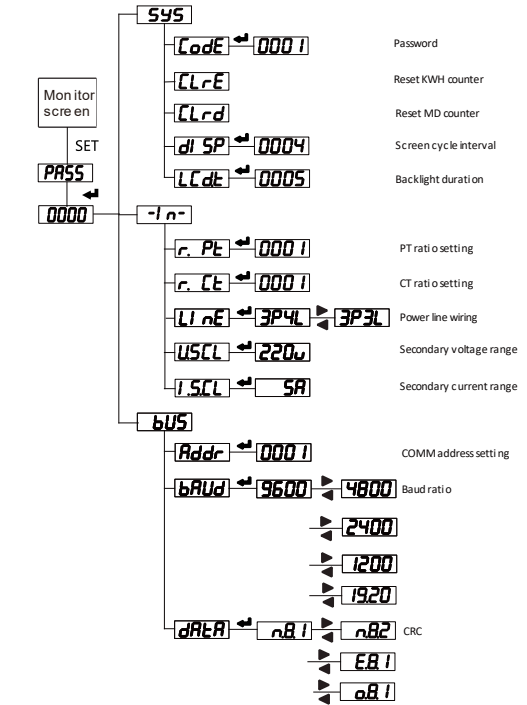 SYS
CodE 0001 Password
Monitor screen
CLrE Reset KWH counter
CLrd Reset MD counter
SET
dISP 0004 Screen cycle interval
PASS
LCd.t 0005 Backlight duration
0000
-In-
r. Pt 0001 PT ratio setting
r. Ct 0001 CT ratio setting
LInE 3P4L 3P3L Power line wiring
U.SCL 220v Secondary voltage range
I.S.CL 5A Secondary current range
bUS
Addr 0001 COMM address setting
bAUd 9600 4800 Baud ratio
2400
1200
19.20
dAtA n.8.1 n.8.2 CRC
E.8.1
o.8.1